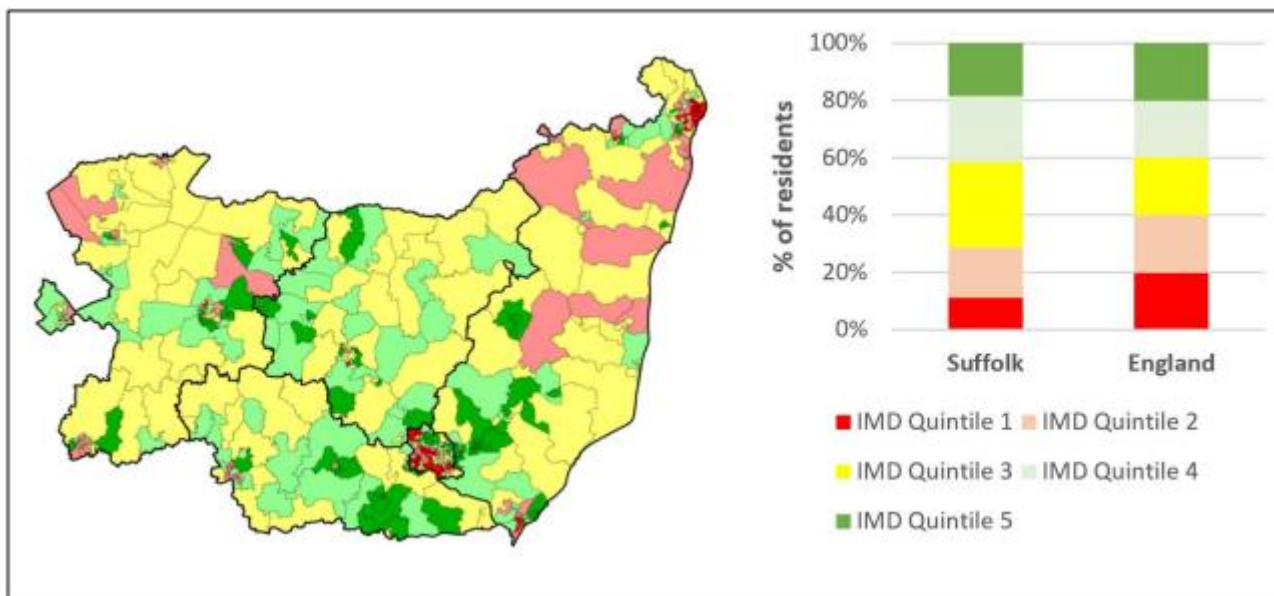 100%
80%
60%
40%
20%
0%
% of residents
Suffolk England
IMD Quintile 1 IMD Quintile 2
IMD Quintile 3 IMD Quintile 4
IMD Quintile 5